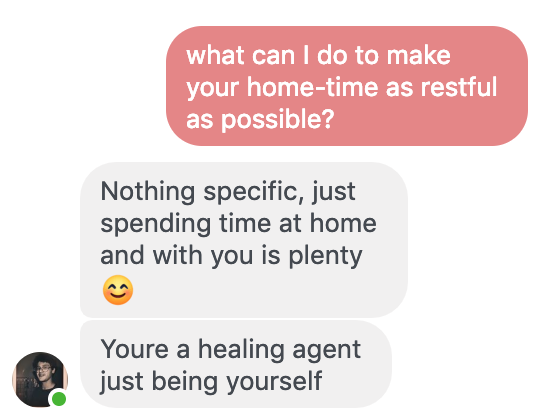 what can I do to make
your home-time as restful
as possible?
Nothing specific, just
spending time at home
and with you is plenty
😊
Youre a healing agent
just being yourself